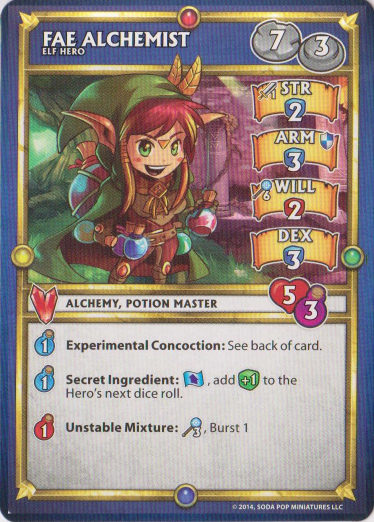 FAE ALCHEMIST
ELF HERO
7 3
STR
2
ARM
3
WILL
6
2
DEX
3
ALCHEMY, POTION MASTER
5
3
1 Experimental Concoction: See back of card.
1 Secret Ingredient: , add +1 to the
Hero's next dice roll.
1 Unstable Mixture: 3, Burst 1
© 2014, SODA POP MINIATURES LLC